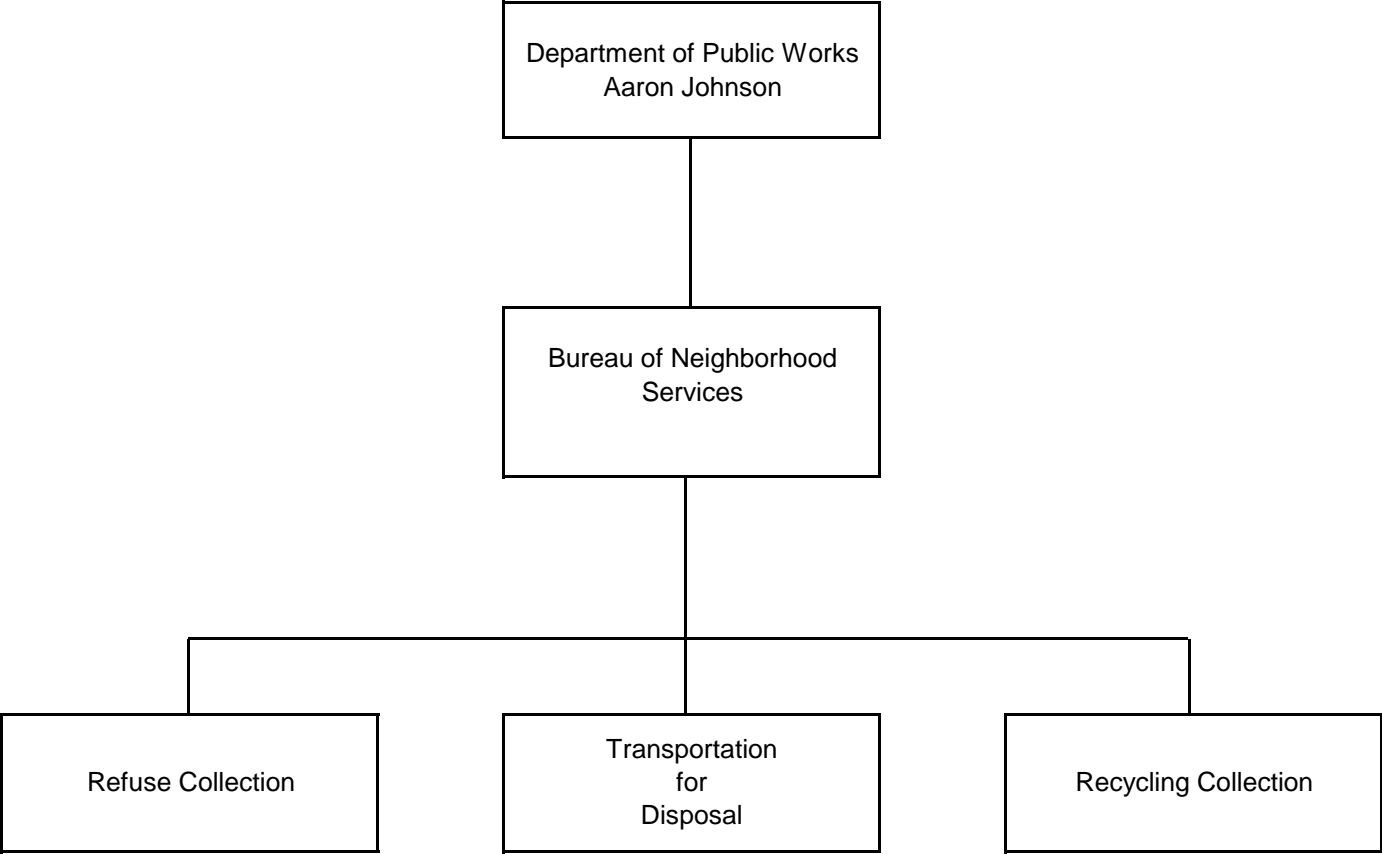 Department of Public Works
Aaron Johnson
Bureau of Neighborhood
Services
Refuse Collection
Transportation
for
Disposal
Recycling Collection